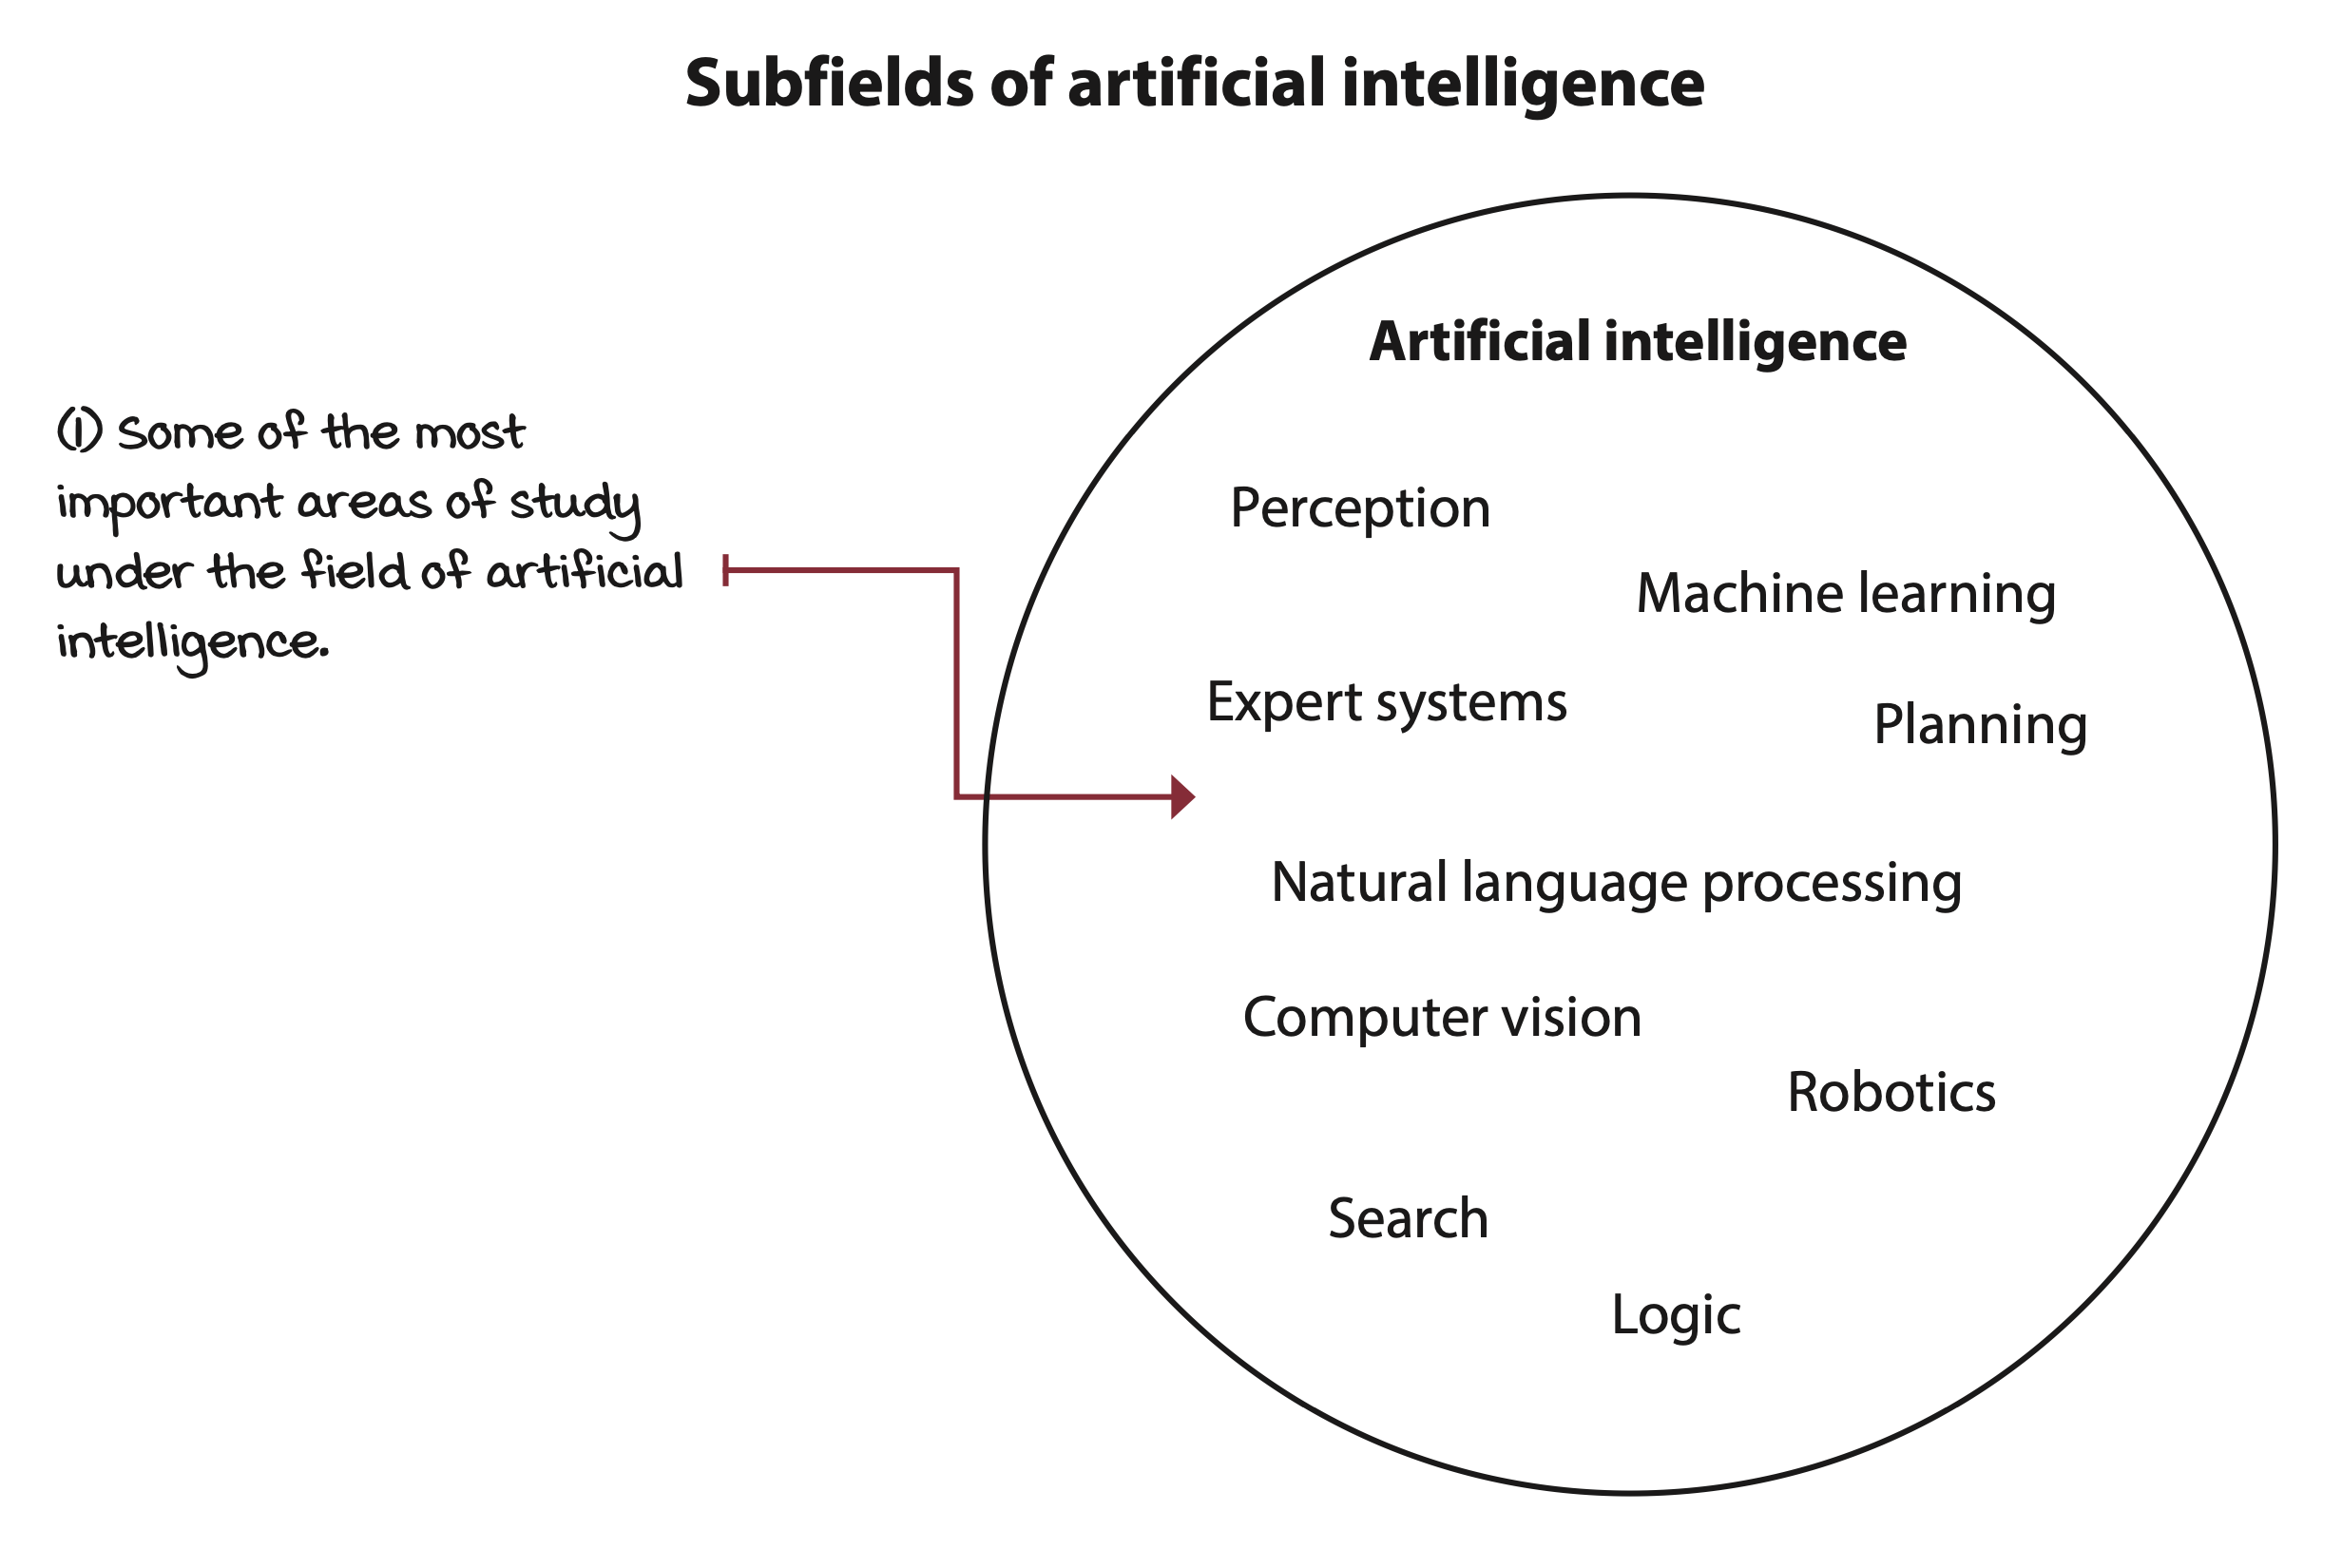 Subfields of artificial intelligence
(1) Some of the most
important areas of study
under the field of artificial
intelligence.
Artificial intelligence
Perception
Machine learning
Expert systems
Planning
Natural language processing
Computer vision
Robotics
Search
Logic